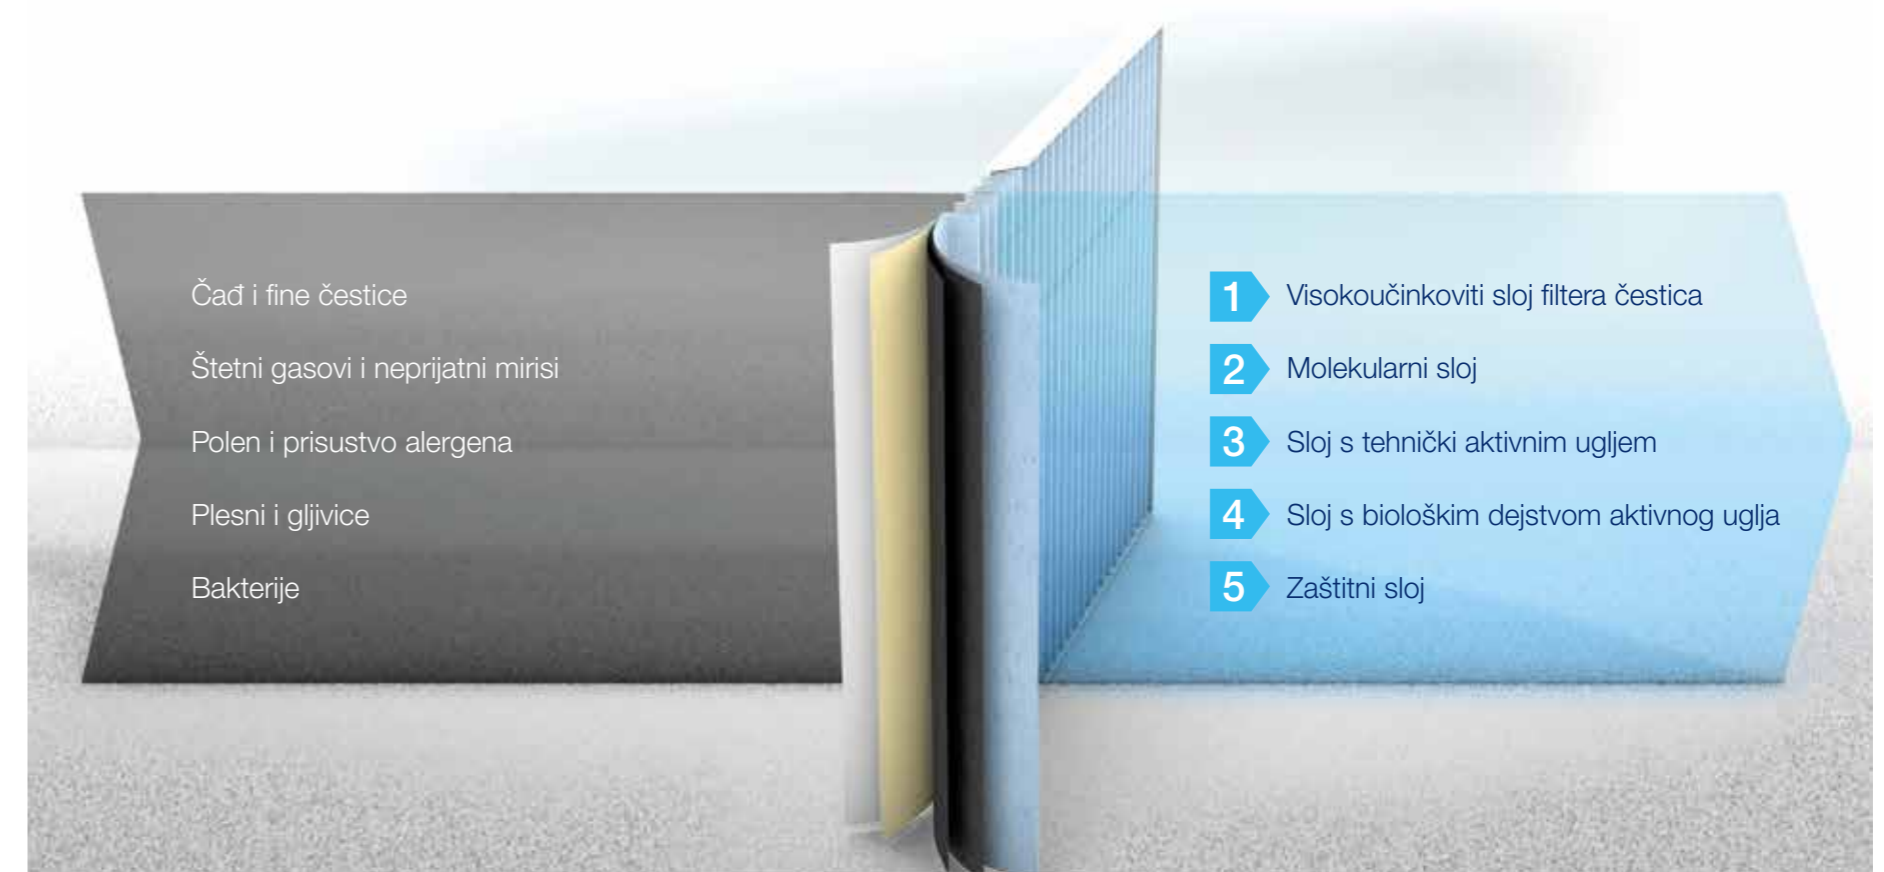 Čađ i fine čestice
Štetni gasovi i neprijatni mirisi
Polen i prisustvo alergena
Plesni i gljivice
Bakterije
1 Visokoučinkoviti sloj filtera čestica
2 Molekularni sloj
3 Sloj s tehnički aktivnim ugljem
4 Sloj s biološkim dejstvom aktivnog uglja
5 Zaštitni sloj